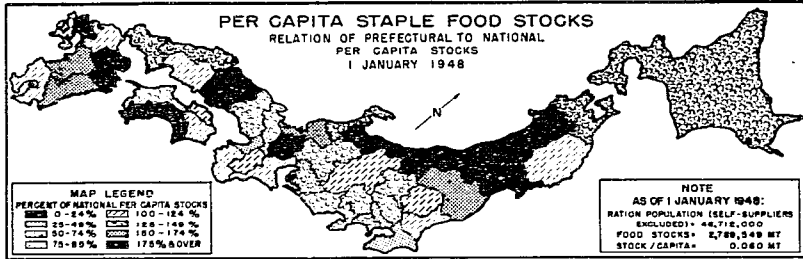 PER CAPITA STAPLE FOOD STOCKS
RELATION OF PREFECTURAL TO NATIONAL
PER CAPITA STOCKS
1 JANUARY 1948
N
MAP LEGEND
PERCENT OF NATIONAL PER CAPITA STOCKS
0-24%
25-49%
50-74%
75-99%
100-124%
125-149%
150-174%
175% & OVER
NOTE
AS OF 1 JANUARY 1948:
RATION POPULATION (SELF-SUPPLIERS
EXCLUDED)= 46,712,000
FOOD STOCKS= 2,789,549 MT
STOCK/CAPITA= 0.060 MT